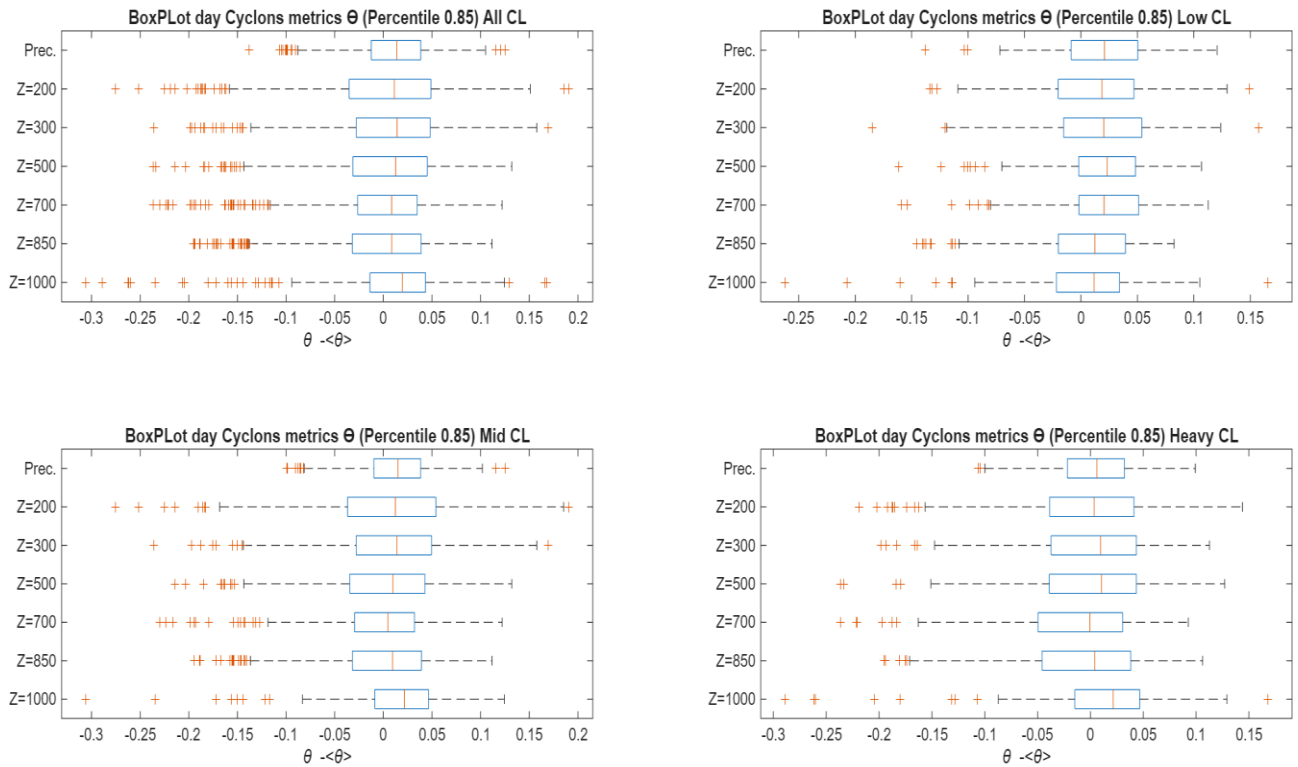 BoxPLot day Cyclons metrics Θ (Percentile 0.85) All CL
Prec.
Z=200
Z=300
Z=500
Z=700
Z=850
Z=1000
-0.3 -0.25 -0.2 -0.15 -0.1 -0.05 0 0.05 0.1 0.15 0.2
θ -<θ>
BoxPLot day Cyclons metrics Θ (Percentile 0.85) Low CL
Prec.
Z=200
Z=300
Z=500
Z=700
Z=850
Z=1000
-0.25 -0.2 -0.15 -0.1 -0.05 0 0.05 0.1 0.15
θ -<θ>
BoxPLot day Cyclons metrics Θ (Percentile 0.85) Mid CL
Prec.
Z=200
Z=300
Z=500
Z=700
Z=850
Z=1000
-0.3 -0.25 -0.2 -0.15 -0.1 -0.05 0 0.05 0.1 0.15 0.2
θ -<θ>
BoxPLot day Cyclons metrics Θ (Percentile 0.85) Heavy CL
Prec.
Z=200
Z=300
Z=500
Z=700
Z=850
Z=1000
-0.3 -0.25 -0.2 -0.15 -0.1 -0.05 0 0.05 0.1 0.15
θ -<θ>